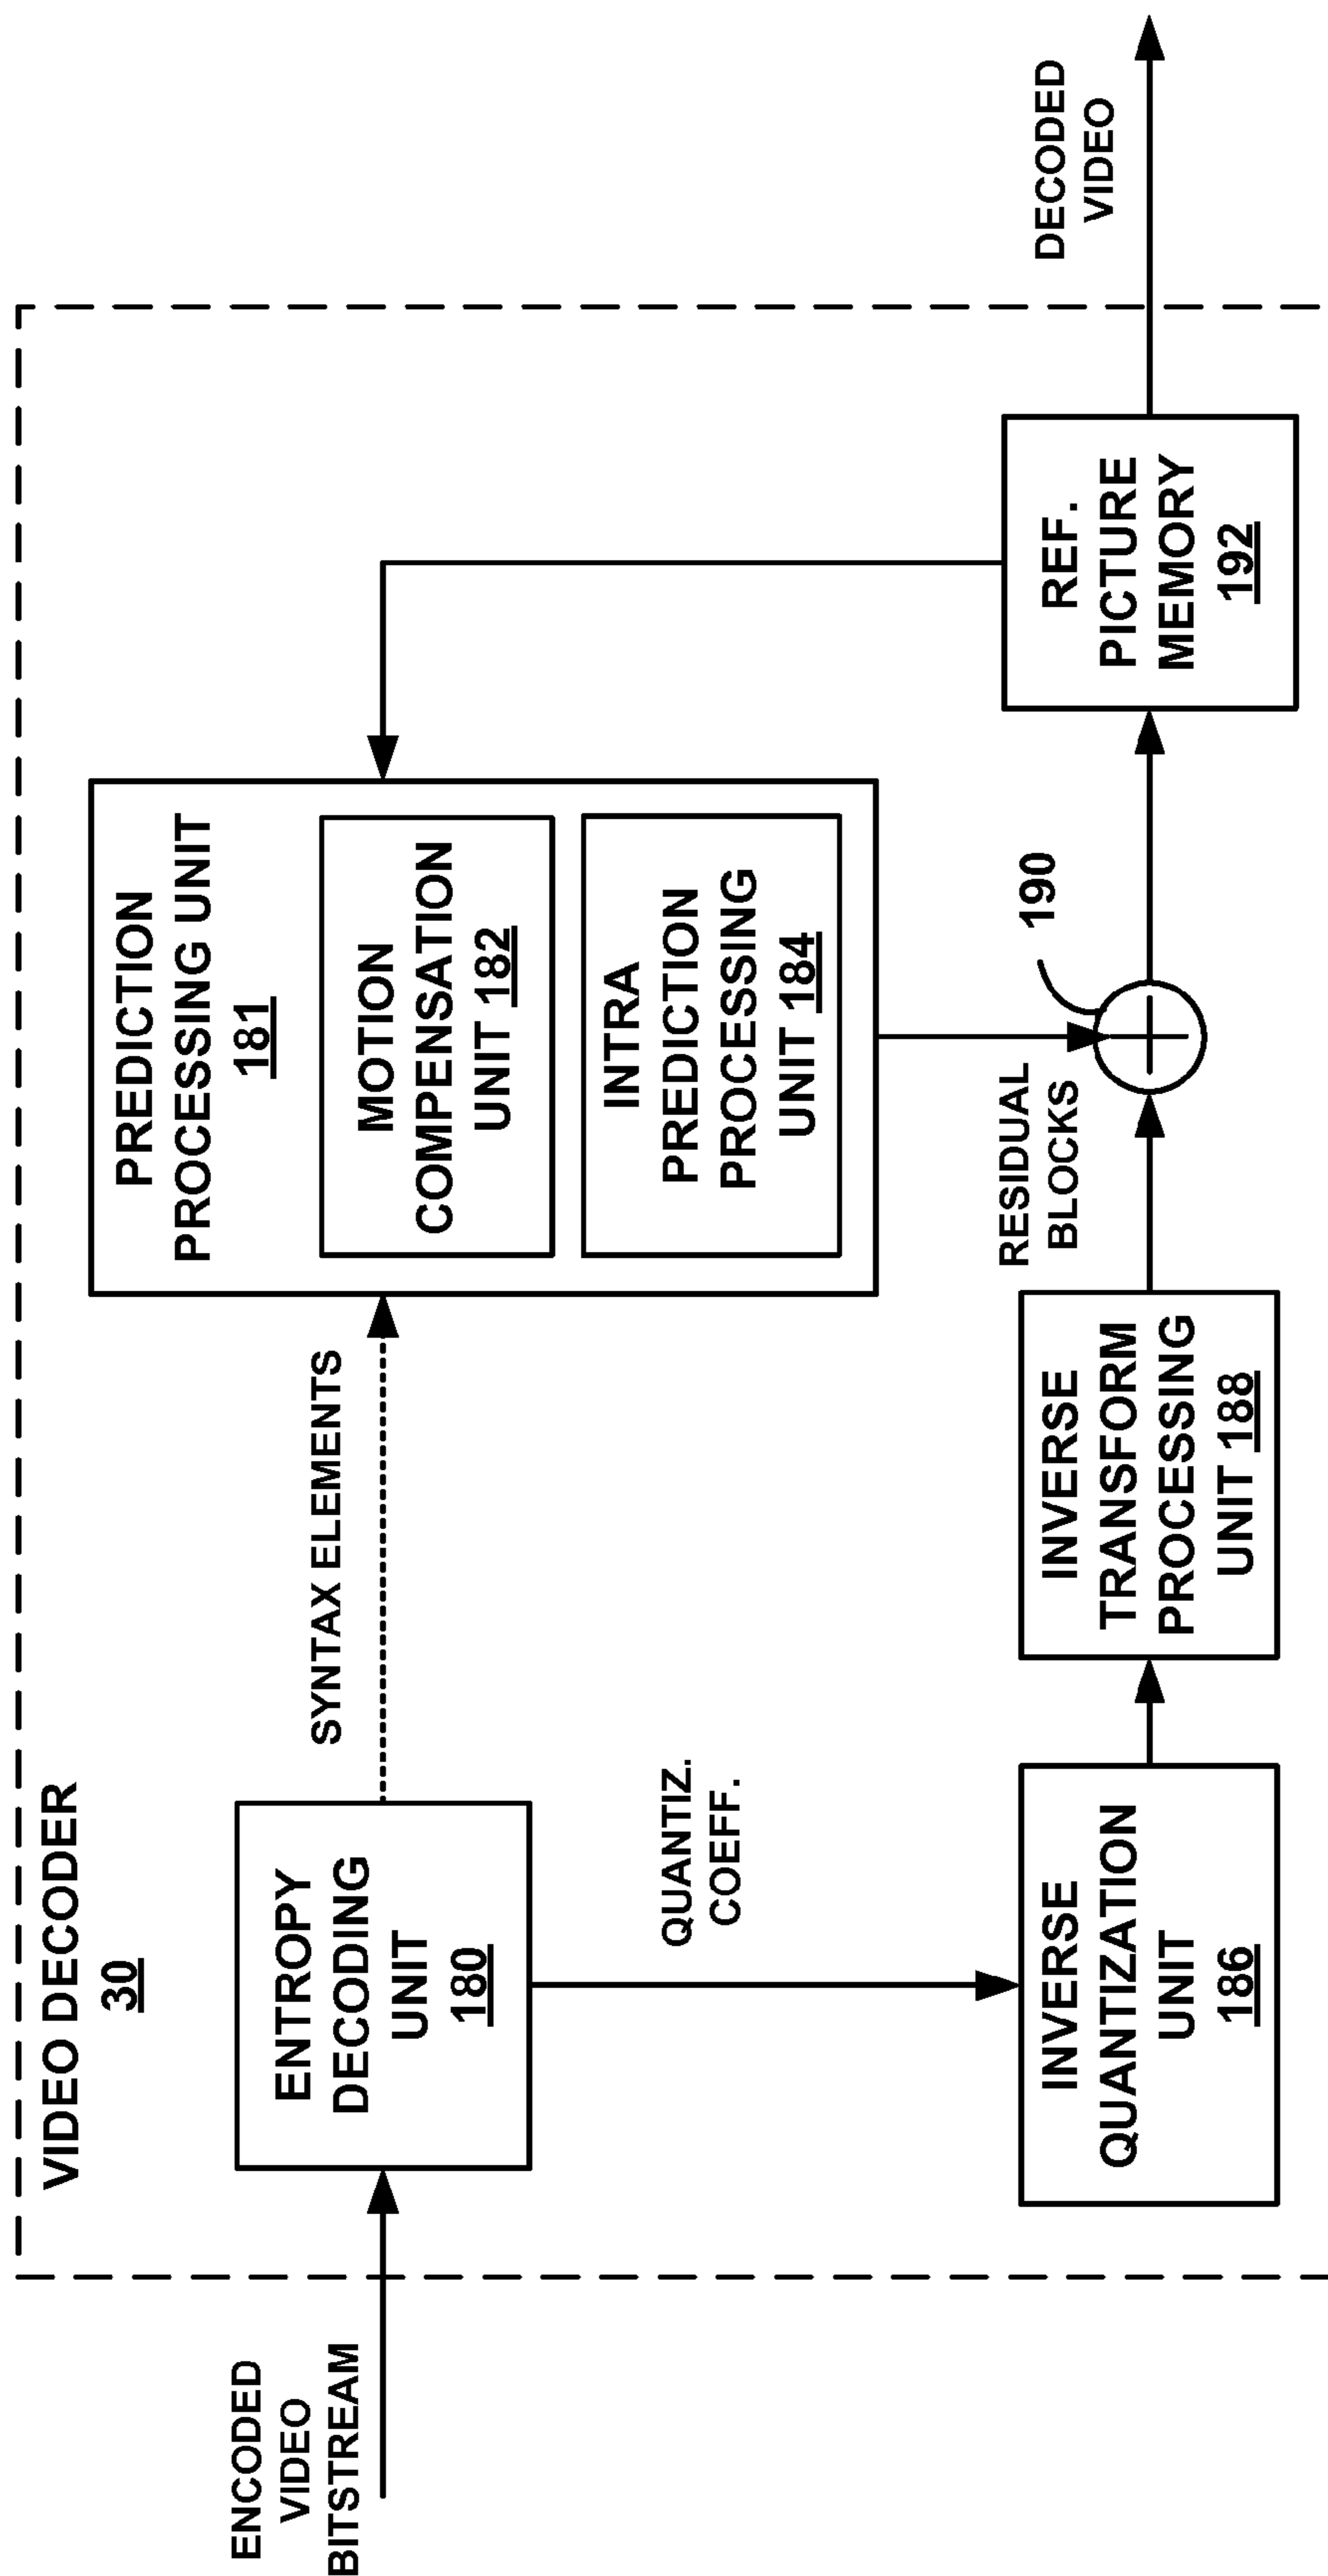 VIDEO DECODER
30
ENCODED
VIDEO
BITSTREAM
ENTROPY
DECODING
UNIT
180
SYNTAX ELEMENTS
PREDICTION
PROCESSING UNIT
181
MOTION
COMPENSATION
UNIT 182
INTRA
PREDICTION
PROCESSING
UNIT 184
QUANTIZ.
COEFF.
INVERSE
QUANTIZATION
UNIT
186
INVERSE
TRANSFORM
PROCESSING
UNIT 188
RESIDUAL
BLOCKS
190
REF.
PICTURE
MEMORY
192
DECODED
VIDEO